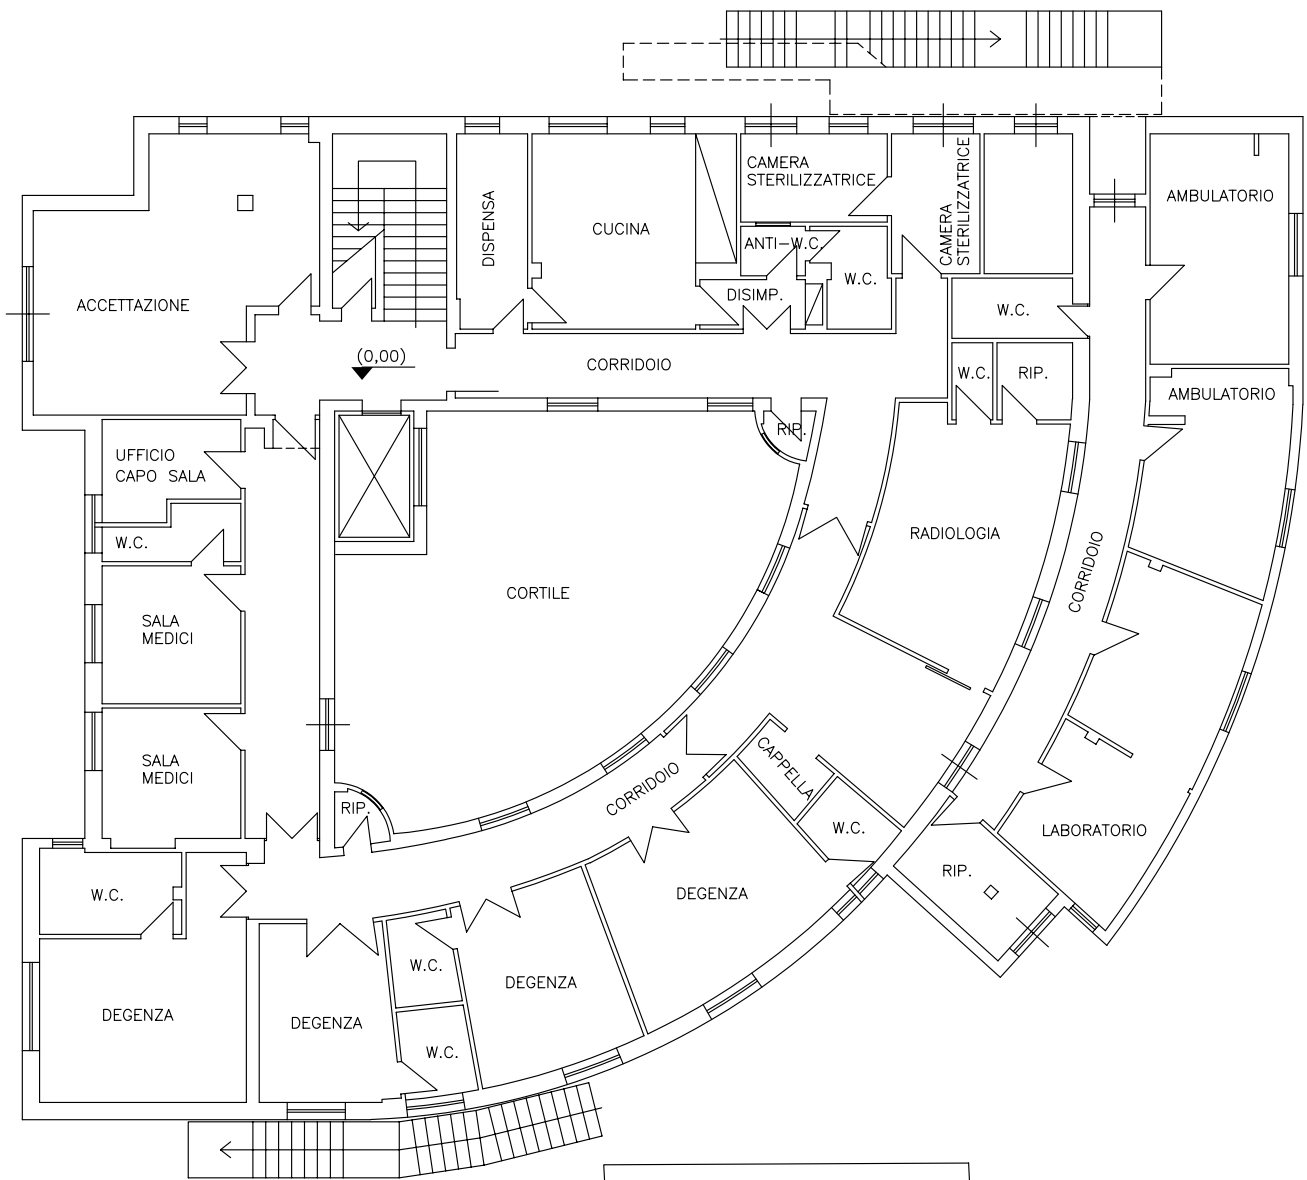 CAMERA
STERILIZZATRICE
CAMERA
STERILIZZATRICE
AMBULATORIO
DISPENSA
CUCINA
ANTI-W.C.
W.C.
DISIMP.
ACCETTAZIONE
W.C.
(0,00)
CORRIDOIO
W.C.
RIP.
AMBULATORIO
RIP.
UFFICIO
CAPO SALA
W.C.
RADIOLOGIA
CORRIDOIO
CORTILE
SALA
MEDICI
SALA
MEDICI
CAPPELLA
CORRIDOIO
RIP.
W.C.
LABORATORIO
RIP.
W.C.
DEGENZA
W.C.
DEGENZA
DEGENZA
DEGENZA
W.C.